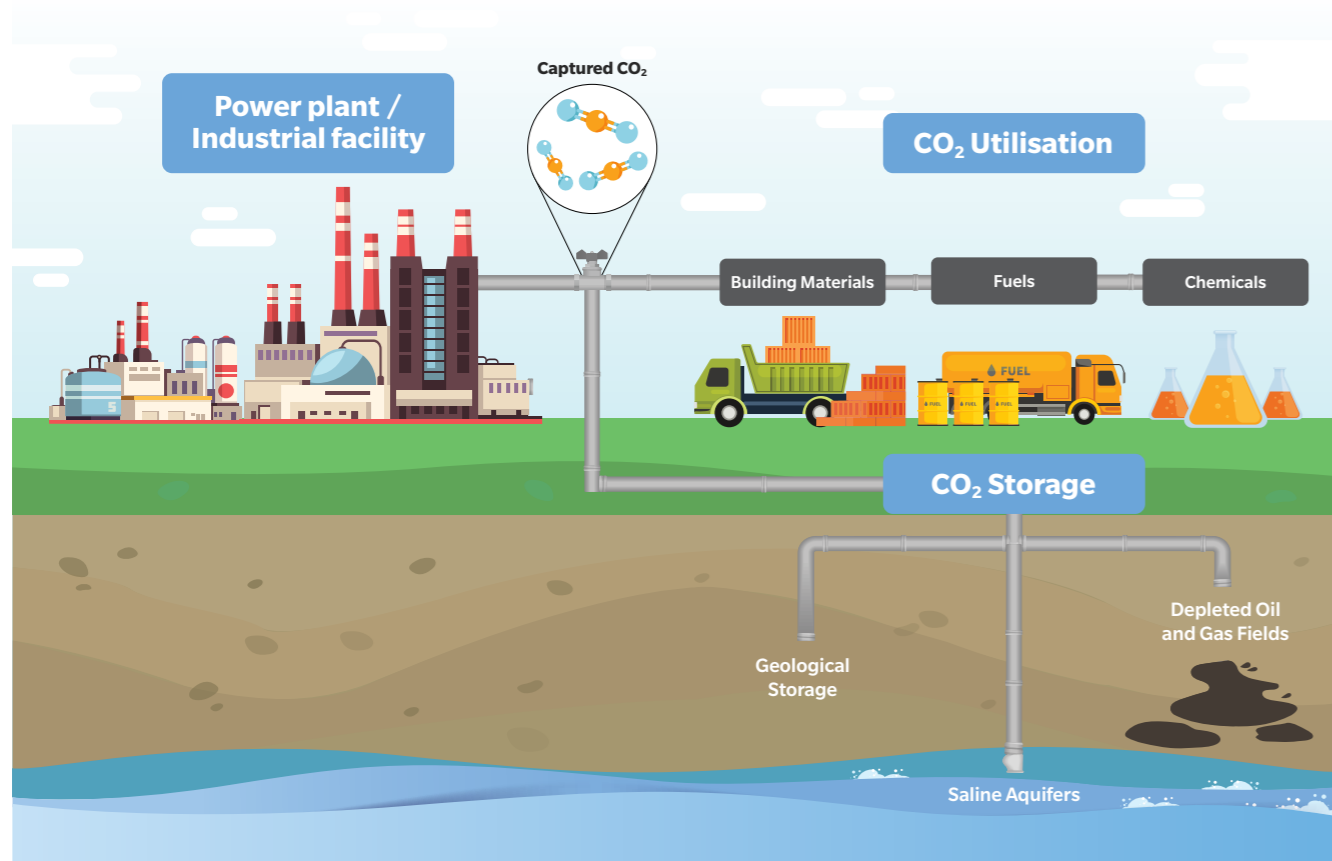 Captured CO₂
Power plant /
Industrial facility
CO₂ Utilisation
Building Materials
Fuels
Chemicals
FUEL
FUEL
FUEL
FUEL
S
CO₂ Storage
Depleted Oil
and Gas Fields
Geological
Storage
Saline Aquifers